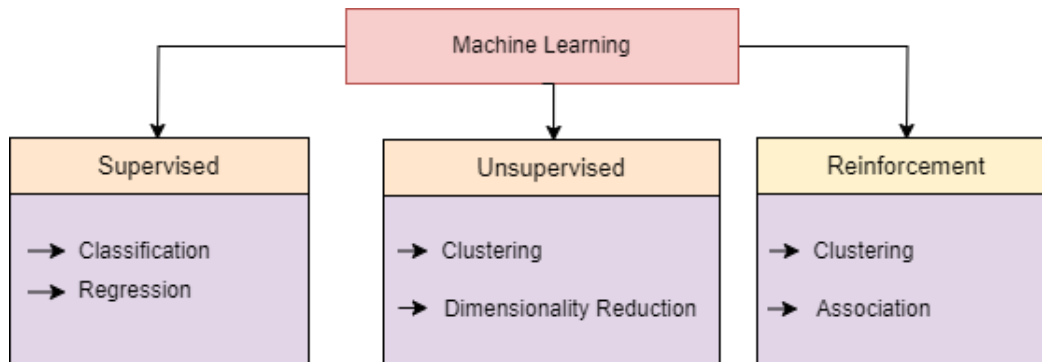 Machine Learning
Supervised
Classification
Regression
Unsupervised
Clustering
Dimensionality Reduction
Reinforcement
Clustering
Association